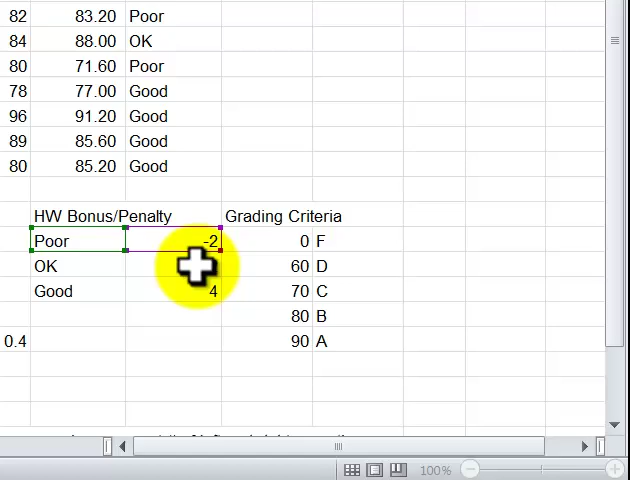 82 83.20 Poor
84 88.00 OK
80 71.60 Poor
78 77.00 Good
96 91.20 Good
89 85.60 Good
80 85.20 Good
HW Bonus/Penalty Grading Criteria
Poor -2 0 F
OK 60 D
Good 4 70 C
80 B
0.4 90 A
100%